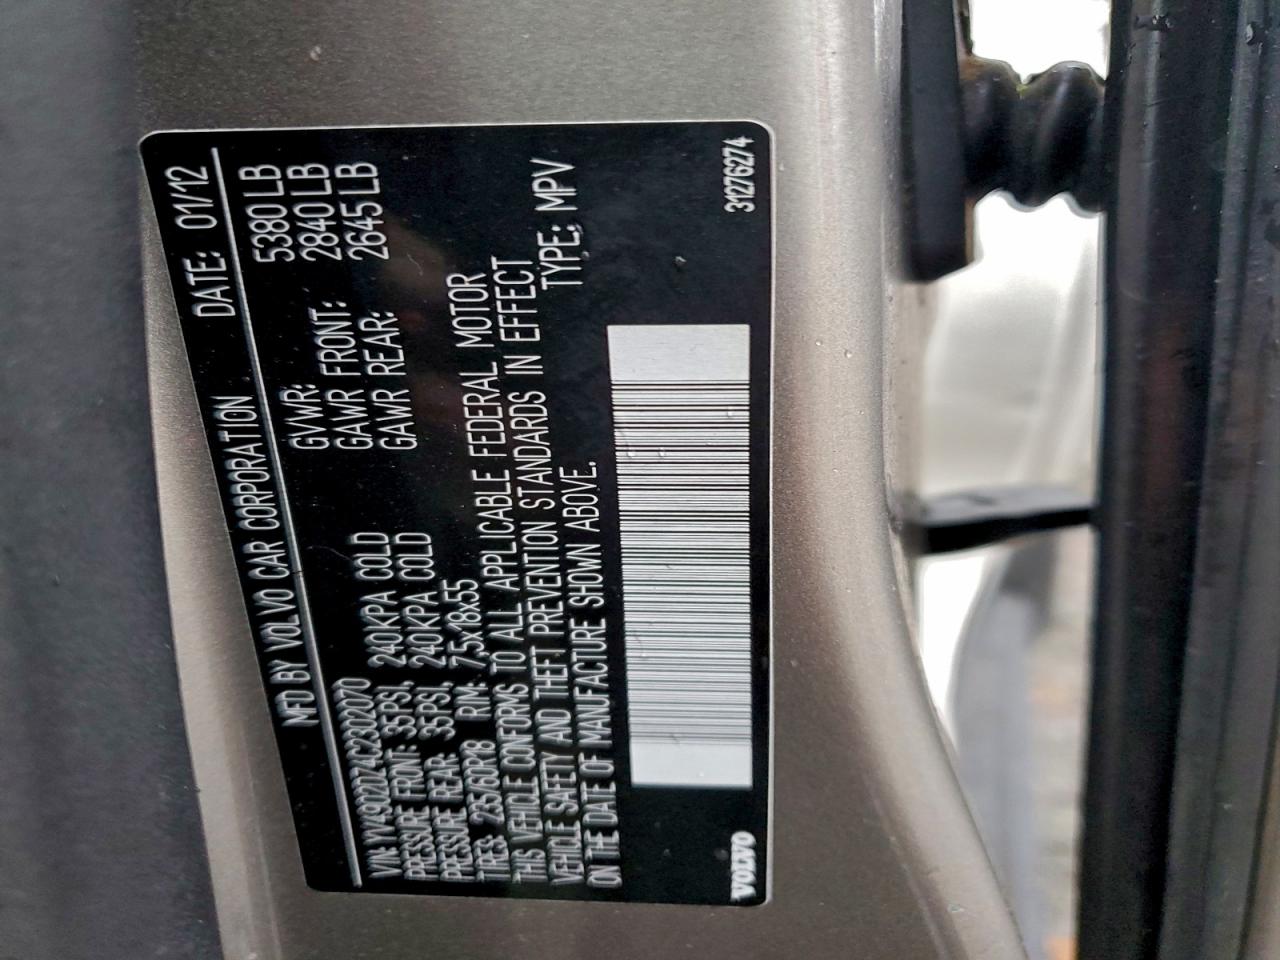 MFD BY VOLVO CAR CORPORATION DATE: 01/12
GVWR: 5380 LB
GAWR FRONT: 2840 LB
GAWR REAR: 2645 LB
VIN: YV4902DZ4C2302070
PRESSURE FRONT: 35PSI, 240KPA COLD
PRESSURE REAR: 35PSI, 240KPA COLD
TIRES: 235/60R18 RIM: 7,5x18x55
THIS VEHICLE CONFORMS TO ALL APPLICABLE FEDERAL MOTOR
VEHICLE SAFETY AND THEFT PREVENTION STANDARDS IN EFFECT
ON THE DATE OF MANUFACTURE SHOWN ABOVE. TYPE: MPV
VOLVO 31276274